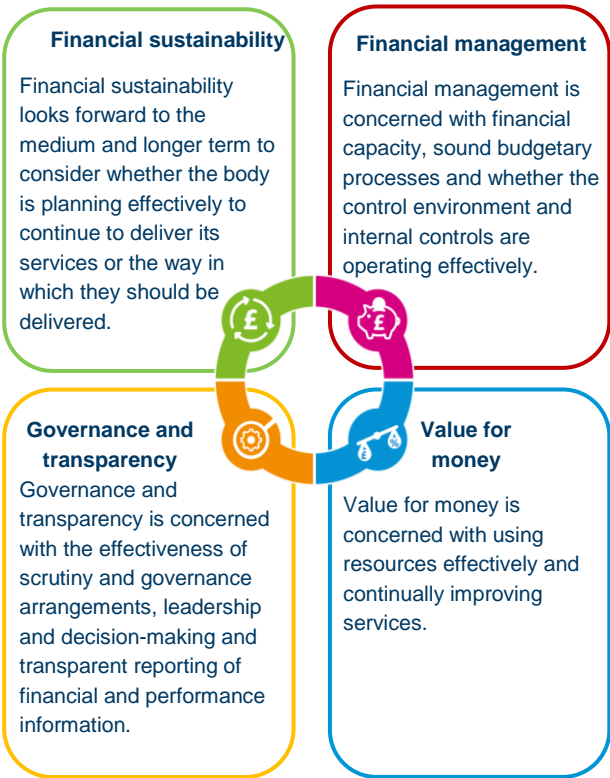 Financial sustainability
Financial sustainability
looks forward to the
medium and longer term to
consider whether the body
is planning effectively to
continue to deliver its
services or the way in
which they should be
delivered.
Financial management
Financial management is
concerned with financial
capacity, sound budgetary
processes and whether the
control environment and
internal controls are
operating effectively.
£
£
Governance and
transparency
Governance and
transparency is concerned
with the effectiveness of
scrutiny and governance
arrangements, leadership
and decision-making and
transparent reporting of
financial and performance
information.
£ %
Value for
money
Value for money is
concerned with using
resources effectively and
continually improving
services.